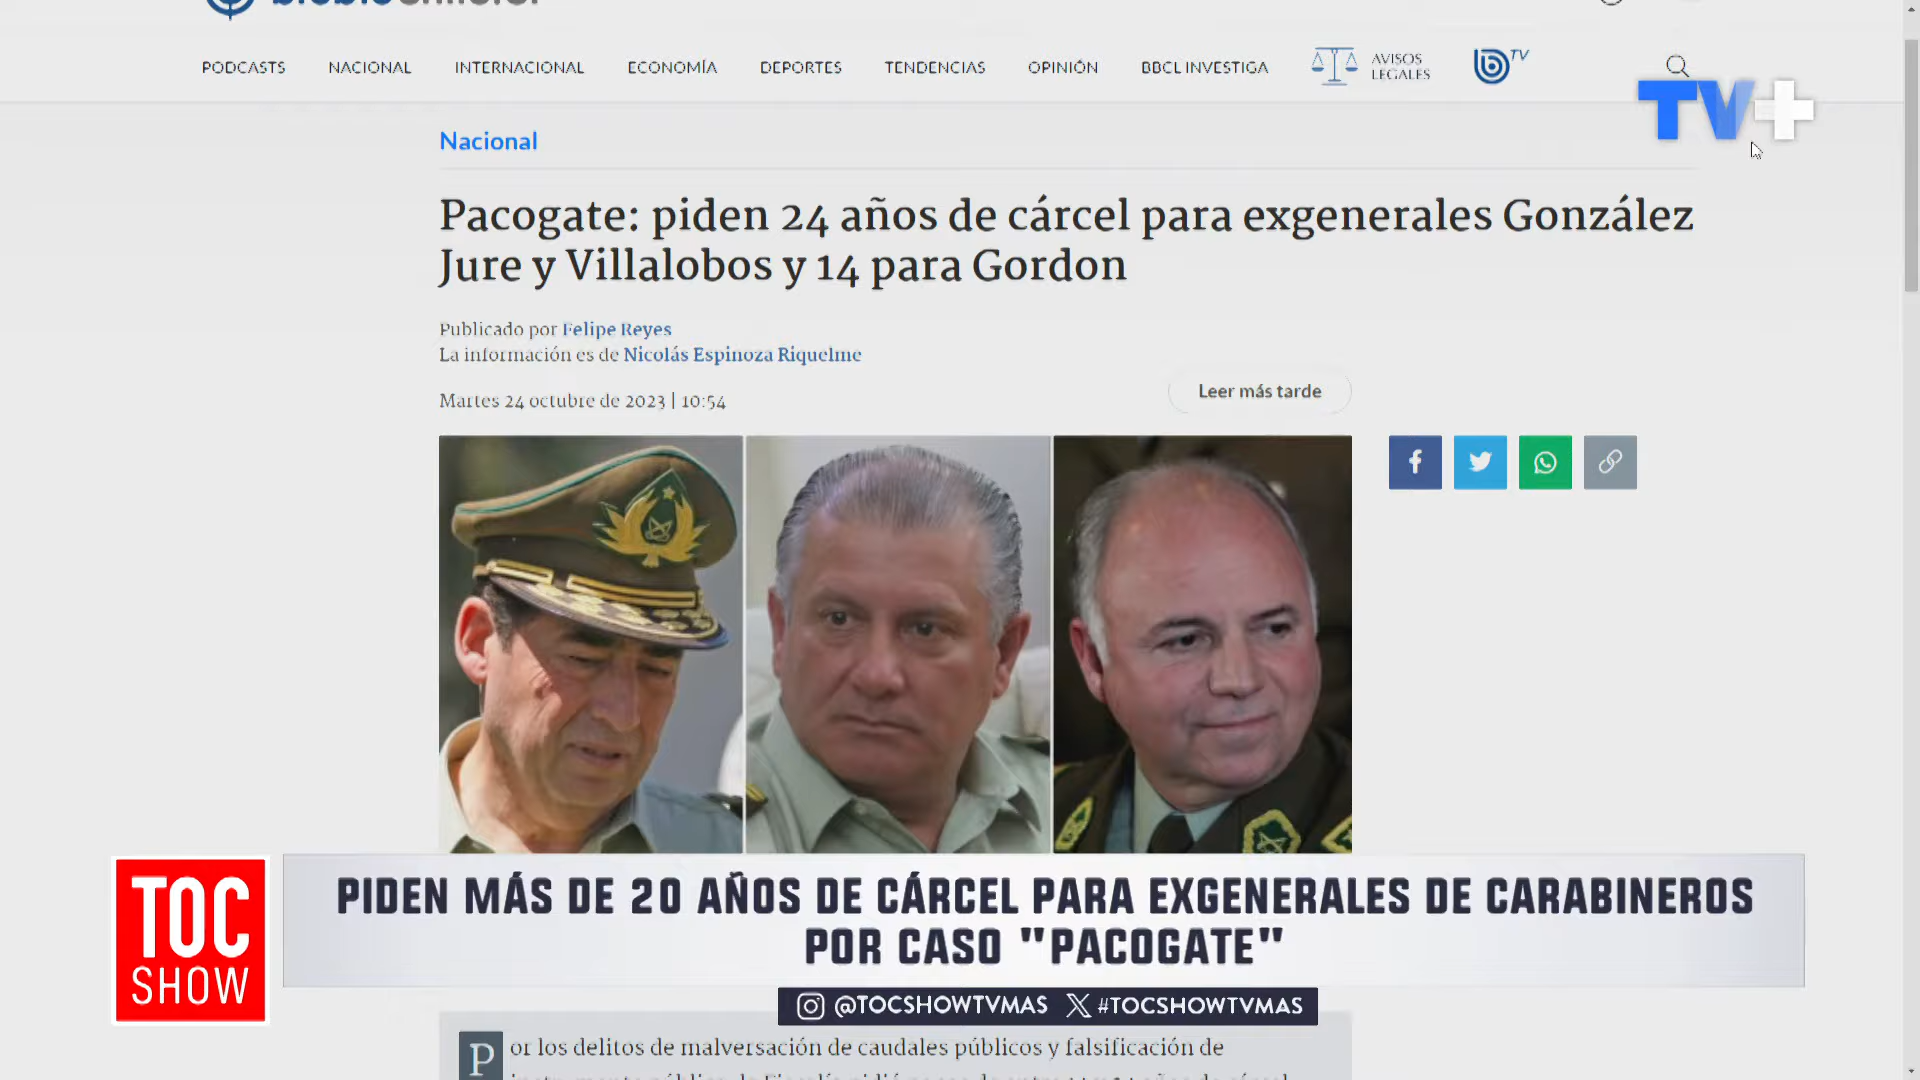 PODCASTS NACIONAL INTERNACIONAL ECONOMÍA DEPORTES TENDENCIAS OPINIÓN BBCL INVESTIGA AVISOS LEGALES TV
TV+
Nacional
Pacogate: piden 24 años de cárcel para exgenerales González
Jure y Villalobos y 14 para Gordon
Publicado por Felipe Reyes
La información es de Nicolás Espinoza Riquelme
Martes 24 octubre de 2023 | 10:54
Leer más tarde
TOC
SHOW
PIDEN MÁS DE 20 AÑOS DE CÁRCEL PARA EXGENERALES DE CARABINEROS
POR CASO "PACOGATE"
@TOCSHOWTVMAS #TOCSHOWTVMAS
Por los delitos de malversación de caudales públicos y falsificación de